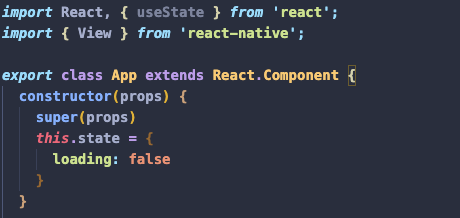 import React, { useState } from 'react';
import { View } from 'react-native';
export class App extends React.Component {
constructor(props) {
super(props)
this.state = {
loading: false
}
}